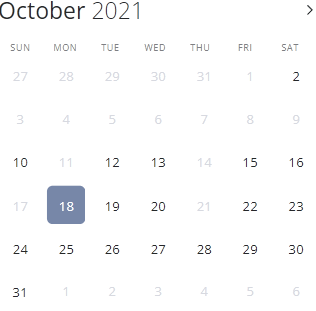 October 2021
SUN MON TUE WED THU FRI SAT
27 28 29 30 31 1 2
3 4 5 6 7 8 9
10 11 12 13 14 15 16
17 18 19 20 21 22 23
24 25 26 27 28 29 30
31 1 2 3 4 5 6